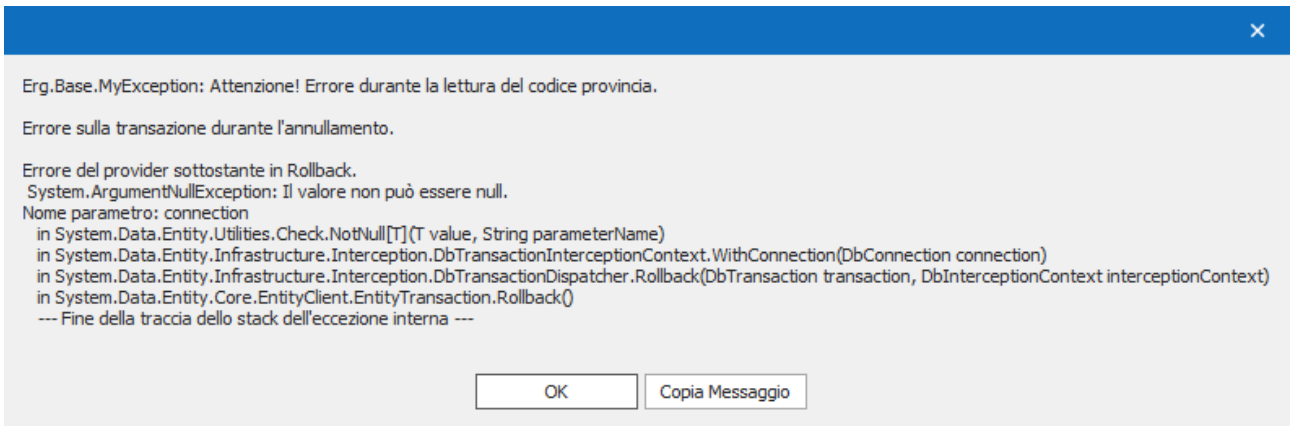 Erg.Base.MyException: Attenzione! Errore durante la lettura del codice provincia.
Errore sulla transazione durante l'annullamento.
Errore del provider sottostante in Rollback.
System.ArgumentNullException: Il valore non può essere null.
Nome parametro: connection
in System.Data.Entity.Utilities.Check.NotNull[T](T value, String parameterName)
in System.Data.Entity.Infrastructure.Interception.DbTransactionInterceptionContext.WithConnection(DbConnection connection)
in System.Data.Entity.Infrastructure.Interception.DbTransactionDispatcher.Rollback(DbTransaction transaction, DbInterceptionContext interceptionContext)
in System.Data.Entity.Core.EntityClient.EntityTransaction.Rollback()
--- Fine della traccia dello stack dell'eccezione interna ---
OK Copia Messaggio